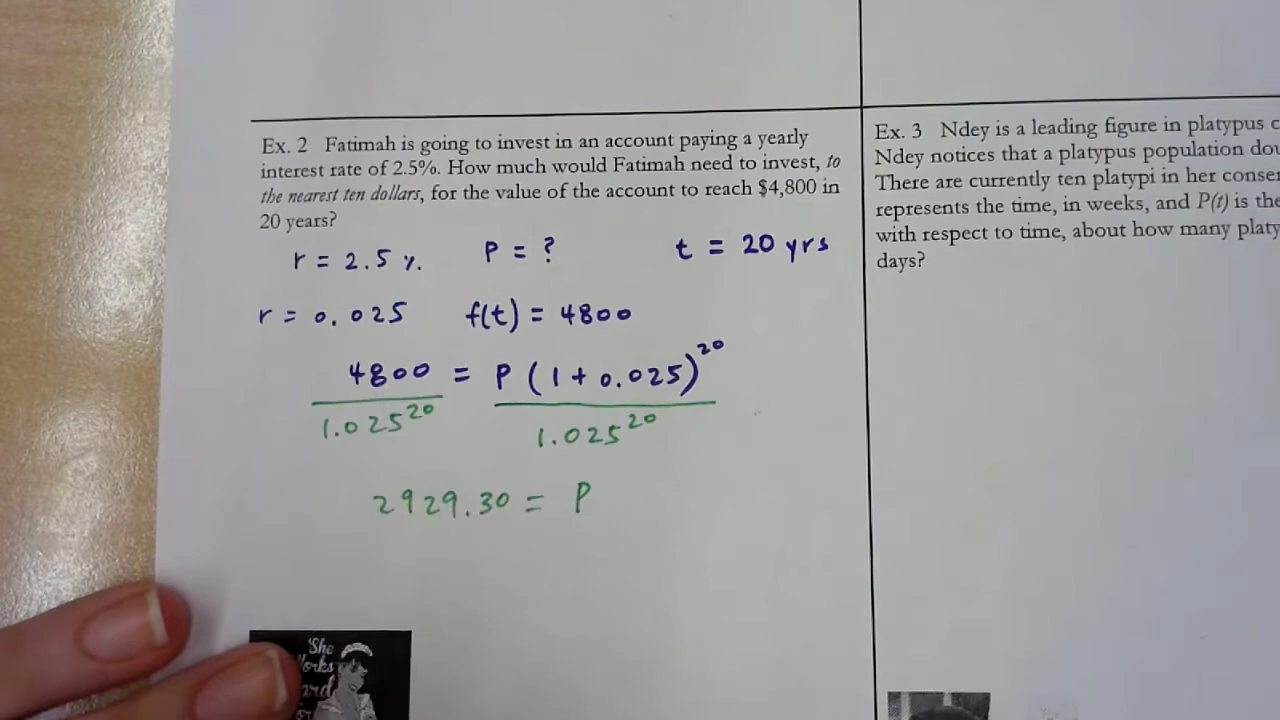 Ex. 2 Fatimah is going to invest in an account paying a yearly
interest rate of 2.5%. How much would Fatimah need to invest, to
the nearest ten dollars, for the value of the account to reach $4,800 in
20 years?
r = 2.5 %. P = ? t = 20 yrs
r = 0.025 f(t) = 4800
4800 = P (1 + 0.025)^20
1.025^20 1.025^20
2929.30 = P
She
Works
Ex. 3 Ndey is a leading figure in platypus
Ndey notices that a platypus population
There are currently ten platypi in her
represents the time, in weeks, and P(t) is the
with respect to time, about how many
days?